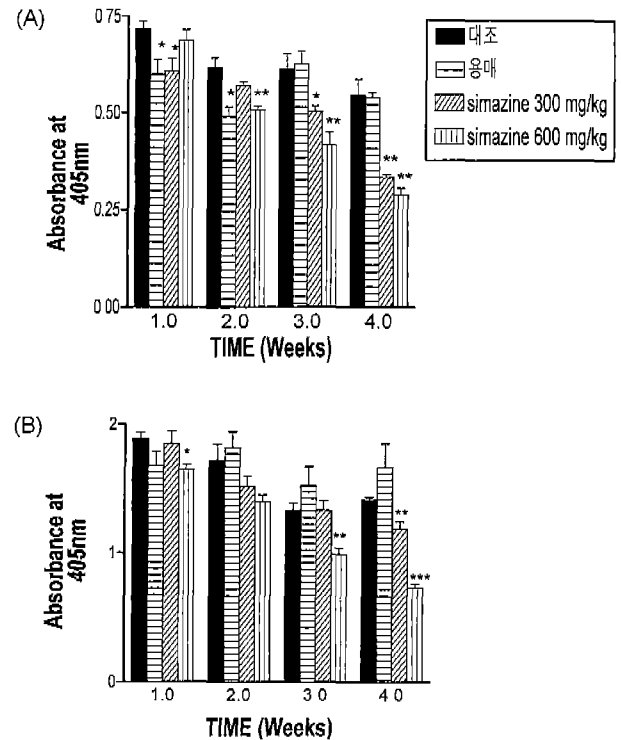 (A)
0.75
0.50
0.25
0 00
Absorbance at
405nm
* *
* **
* **
** **
1.0 2.0 3.0 4.0
TIME (Weeks)
대조
용매
simazine 300 mg/kg
simazine 600 mg/kg
(B)
2
1
0
Absorbance at
405nm
*
**
** ***
1.0 2.0 3 0 4 0
TIME (Weeks)